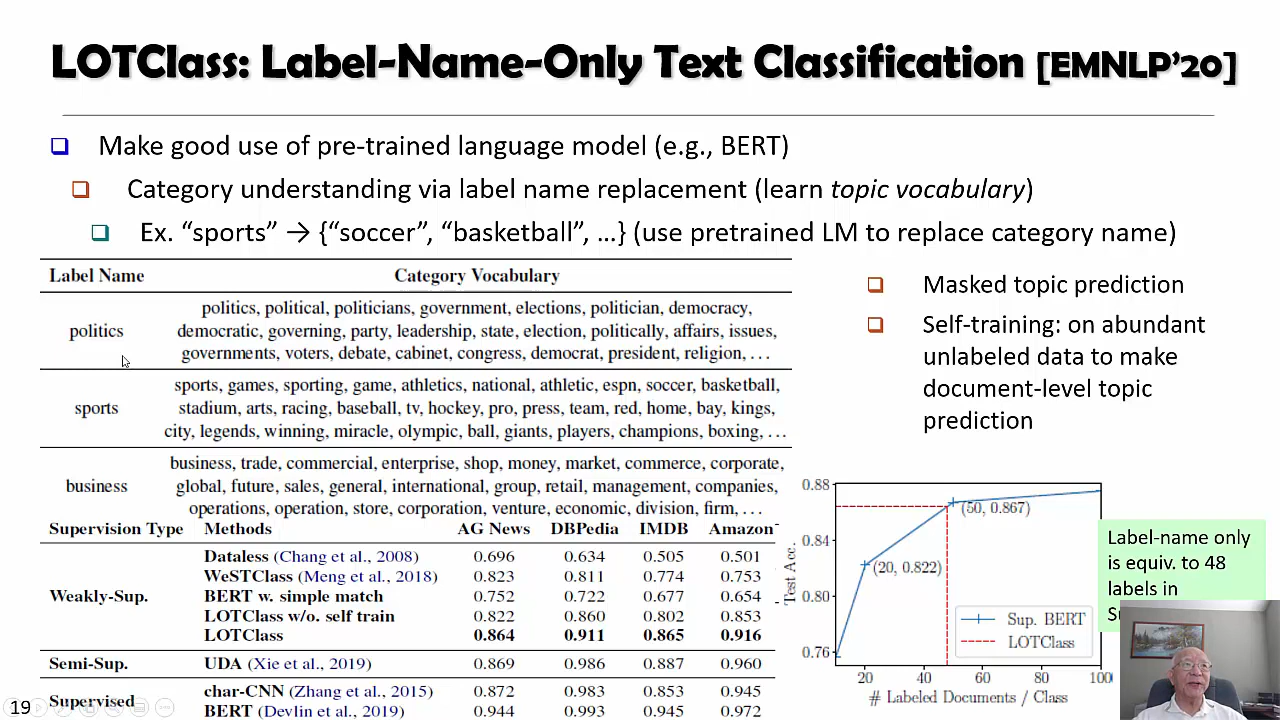 LOTClass: Label-Name-Only Text Classification [EMNLP'20]
Make good use of pre-trained language model (e.g., BERT)
Category understanding via label name replacement (learn topic vocabulary)
Ex. "sports" → {"soccer", "basketball", …} (use pretrained LM to replace category name)
Label Name Category Vocabulary
politics, political, politicians, government, elections, politician, democracy,
politics democratic, governing, party, leadership, state, election, politically, affairs, issues,
governments, voters, debate, cabinet, congress, democrat, president, religion, . . .
sports, games, sporting, game, athletics, national, athletic, espn, soccer, basketball,
sports stadium, arts, racing, baseball, tv, hockey, pro, press, team, red, home, bay, kings,
city, legends, winning, miracle, olympic, ball, giants, players, champions, boxing, . . .
business, trade, commercial, enterprise, shop, money, market, commerce, corporate,
business global, future, sales, general, international, group, retail, management, companies,
operations, operation, store, corporation, venture, economic, division, firm, . . .
Masked topic prediction
Self-training: on abundant
unlabeled data to make
document-level topic
prediction
Supervision Type Methods AG News DBPedia IMDB Amazon
Dataless (Chang et al., 2008) 0.696 0.634 0.505 0.501
WeSTClass (Meng et al., 2018) 0.823 0.811 0.774 0.753
Weakly-Sup. BERT w. simple match 0.752 0.722 0.677 0.654
LOTClass w/o. self train 0.822 0.860 0.802 0.853
LOTClass 0.864 0.911 0.865 0.916
Semi-Sup. UDA (Xie et al., 2019) 0.869 0.986 0.887 0.960
Supervised char-CNN (Zhang et al., 2015) 0.872 0.983 0.853 0.945
BERT (Devlin et al., 2019) 0.944 0.993 0.945 0.972
0.88
0.84
0.80
0.76
Test Acc.
(50, 0.867)
(20, 0.822)
Sup. BERT
LOTClass
20 40 60 80 100
# Labeled Documents / Class
Label-name only
is equiv. to 48
labels in
19